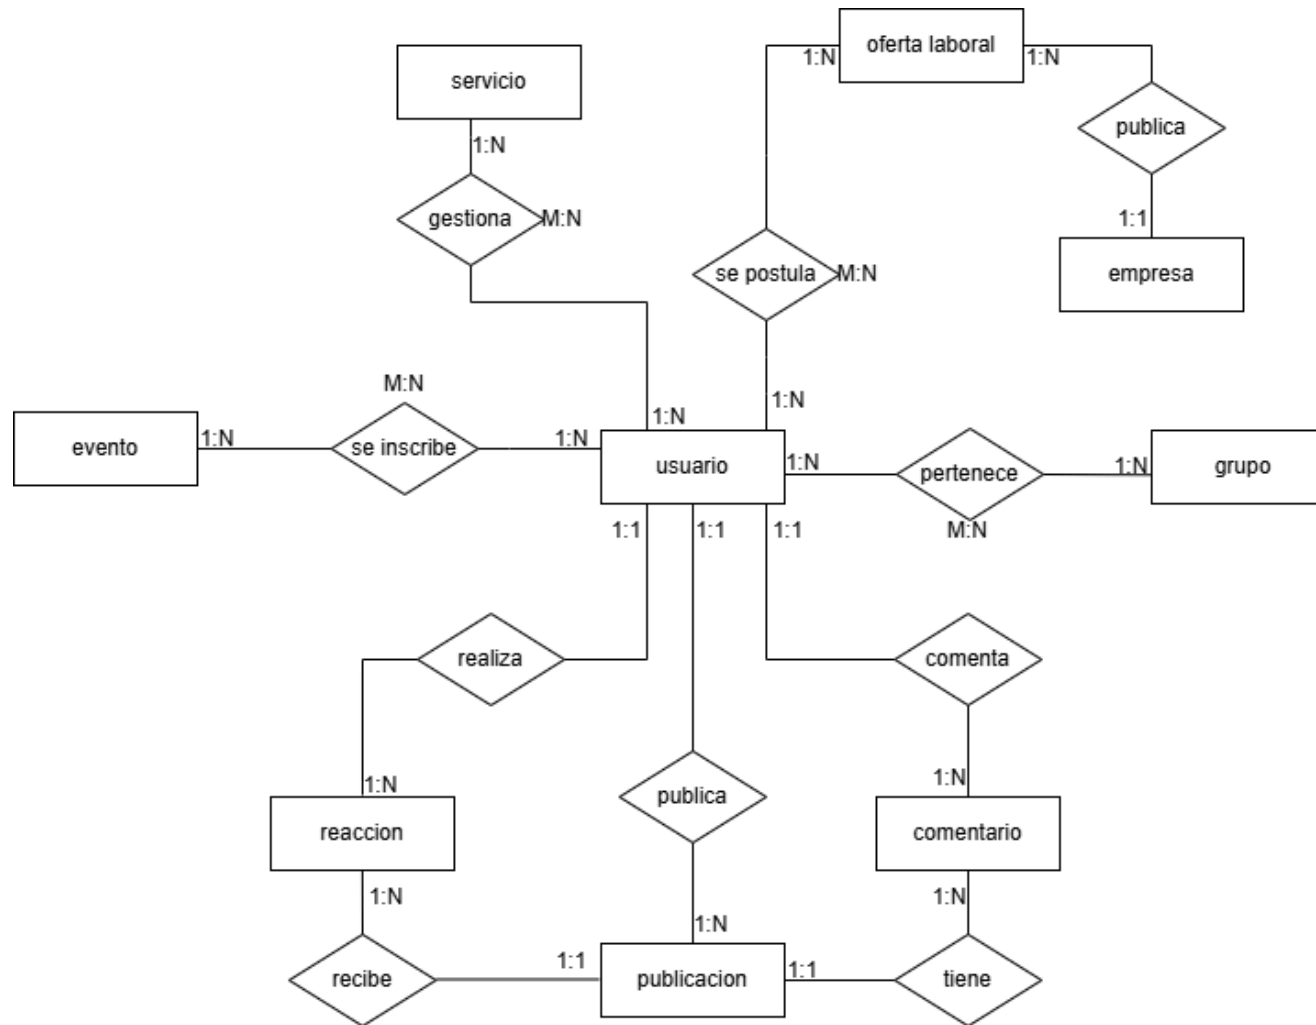 oferta laboral
1:N
1:N
servicio
publica
1:N
gestiona
M:N
1:1
se postula
M:N
empresa
M:N
1:N
1:N
1:N
1:N
evento
se inscribe
usuario
1:N
pertenece
1:N
grupo
1:1
1:1
1:1
M:N
realiza
comenta
1:N
publica
1:N
reaccion
comentario
1:N
1:N
1:N
1:1
1:1
recibe
publicacion
tiene